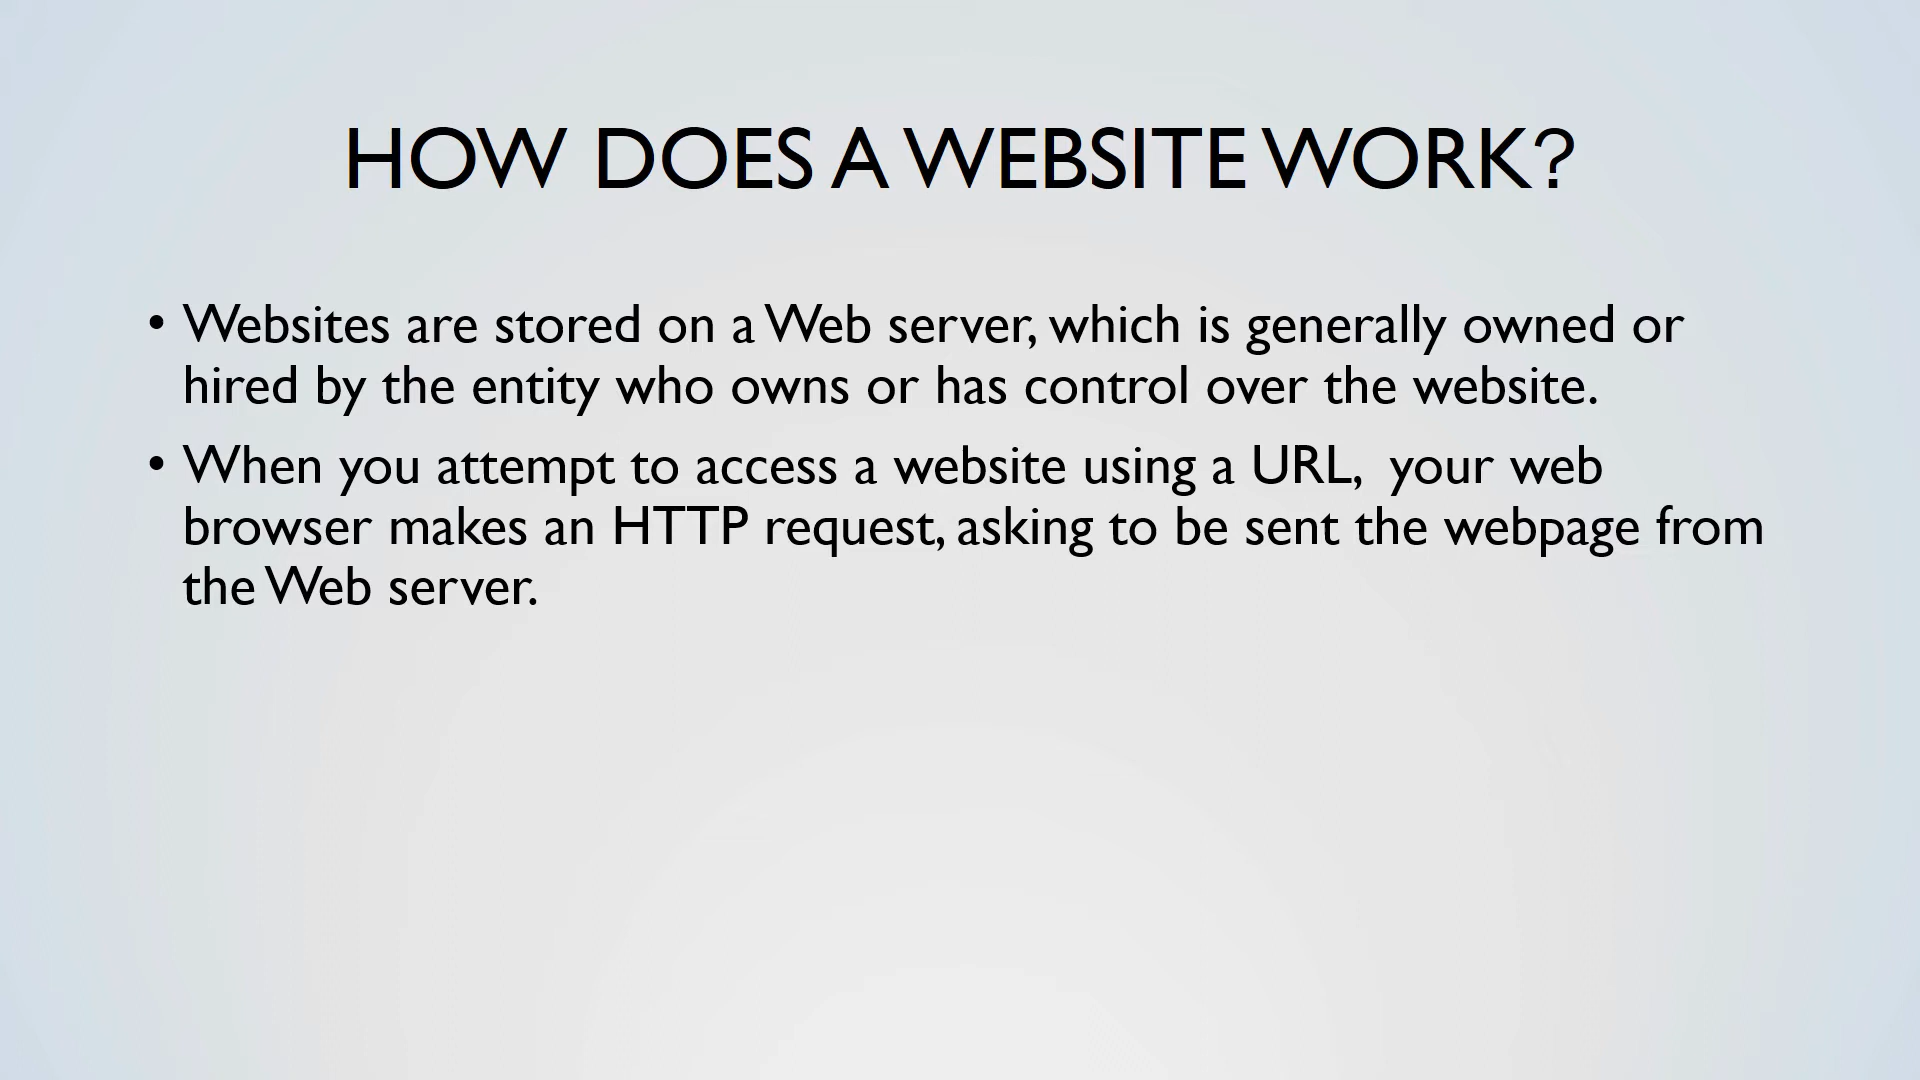 HOW DOES A WEBSITE WORK?
• Websites are stored on a Web server, which is generally owned or
hired by the entity who owns or has control over the website.
• When you attempt to access a website using a URL,  your web
browser makes an HTTP request, asking to be sent the webpage from
the Web server.